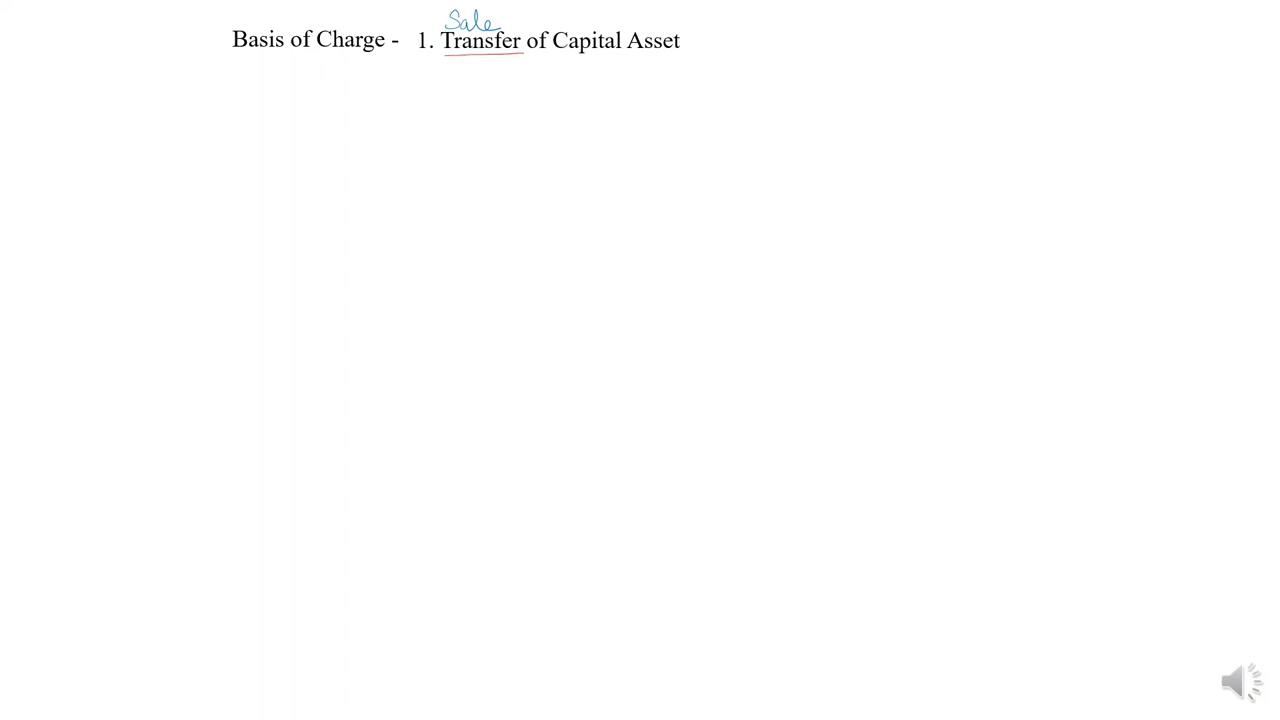 Sale
Basis of Charge - 1. Transfer of Capital Asset